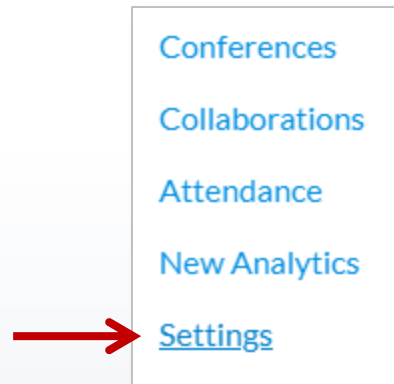 Conferences
Collaborations
Attendance
New Analytics
Settings